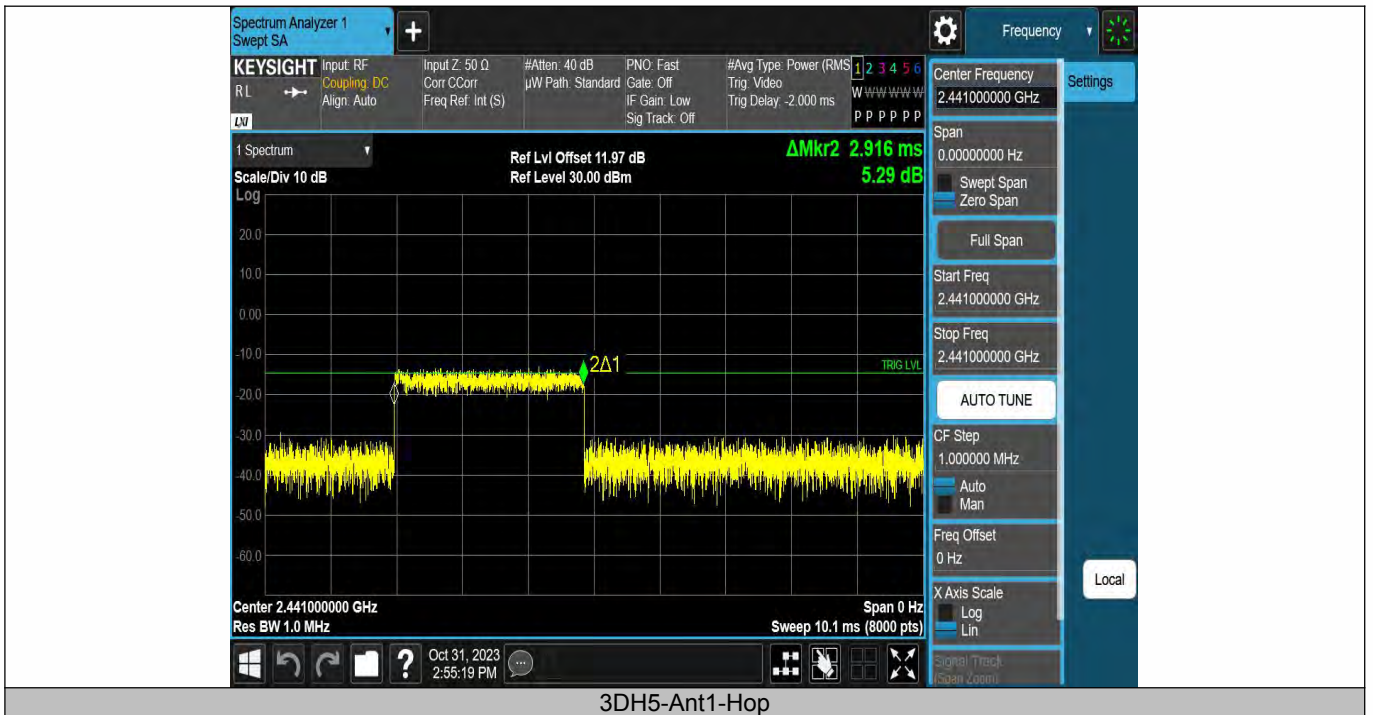 Spectrum Analyzer 1
Swept SA
+
Frequency
KEYSIGHT
Input: RF
Coupling: DC
Align: Auto
Input Z: 50 Ω
Corr CCorr
Freq Ref: Int (S)
#Atten: 40 dB
µW Path: Standard
PNO: Fast
Gate: Off
IF Gain: Low
Sig Track: Off
#Avg Type: Power (RMS
Trig: Video
Trig Delay: -2.000 ms
1 2 3 4 5 6
W W W W W W
P P P P P P
R L
LXI
Center Frequency
2.441000000 GHz
Settings
1 Spectrum
Scale/Div 10 dB
Log
Ref Lvl Offset 11.97 dB
Ref Level 30.00 dBm
ΔMkr2 2.916 ms
5.29 dB
Span
0.00000000 Hz
Swept Span
Zero Span
Full Span
Start Freq
2.441000000 GHz
Stop Freq
2.441000000 GHz
AUTO TUNE
CF Step
1.000000 MHz
Auto
Man
Freq Offset
0 Hz
X Axis Scale
Log
Lin
Signal Track
(Span Zoom)
Local
20.0
10.0
0.00
-10.0
-20.0
-30.0
-40.0
-50.0
-60.0
2Δ1
TRIG LVL
Center 2.441000000 GHz
Res BW 1.0 MHz
Span 0 Hz
Sweep 10.1 ms (8000 pts)
?
Oct 31, 2023
2:55:19 PM
3DH5-Ant1-Hop